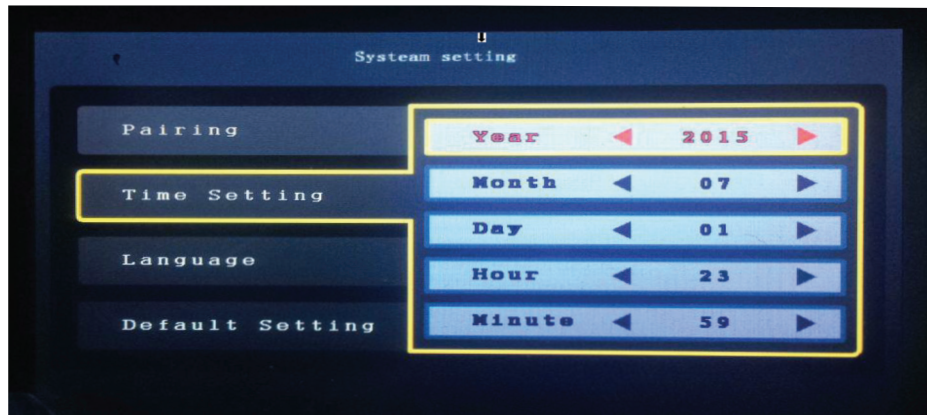 Systeam setting
Pairing
Time Setting
Language
Default Setting
Year ◀ 2015 ▶
Month ◀ 07 ▶
Day ◀ 01 ▶
Hour ◀ 23 ▶
Minute ◀ 59 ▶